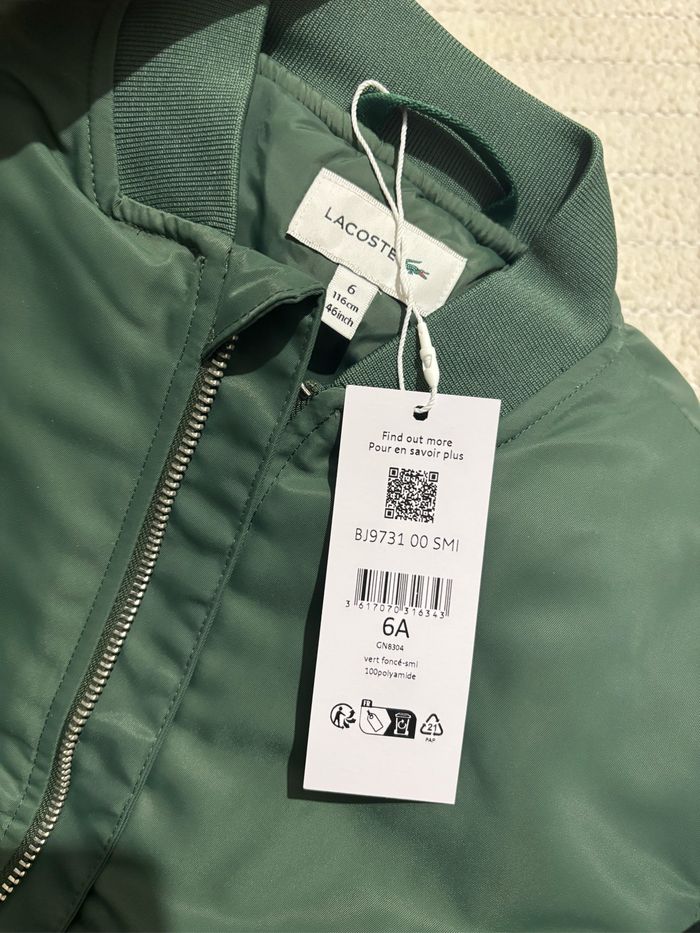 LACOSTE
6
116cm
46inch
Find out more
Pour en savoir plus
BJ9731 00 SMI
3 617070 316343
6A
GN8304
vert foncé-smi
100polyamide
FR
21
PAP